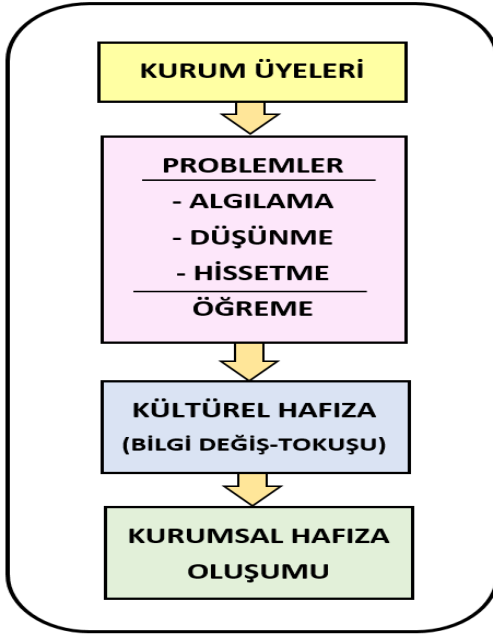 KURUM ÜYELERİ
PROBLEMLER
- ALGILAMA
- DÜŞÜNME
- HİSSETME
ÖĞREME
KÜLTÜREL HAFIZA
(BİLGİ DEĞİŞ-TOKUŞU)
KURUMSAL HAFIZA
OLUŞUMU